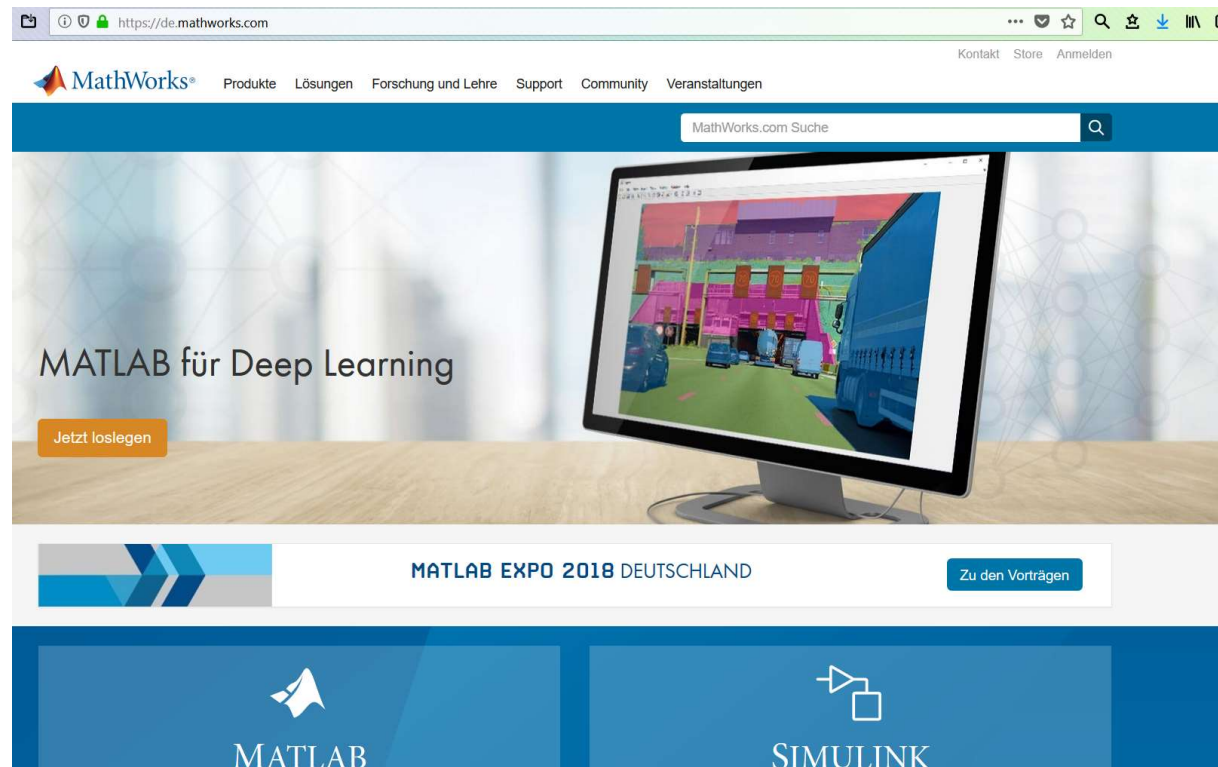 https://de.mathworks.com
Kontakt Store Anmelden
MathWorks®
Produkte Lösungen Forschung und Lehre Support Community Veranstaltungen
MathWorks.com Suche
MATLAB für Deep Learning
Jetzt loslegen
MATLAB EXPO 2018 DEUTSCHLAND
Zu den Vorträgen
MATLAB
SIMULINK